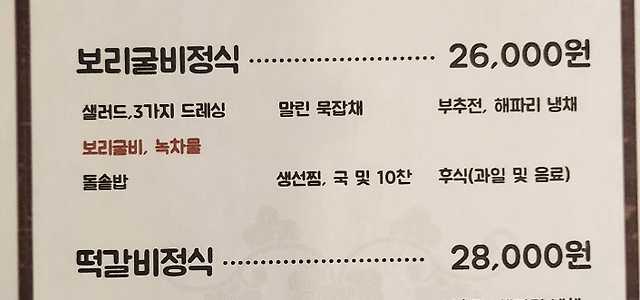 보리굴비정식 26,000원
샐러드,3가지 드레싱 말린 묵잡채 부추전, 해파리 냉채
보리굴비, 녹차물
돌솥밥 생선찜, 국 및 10찬 후식(과일 및 음료)
떡갈비정식 28,000원